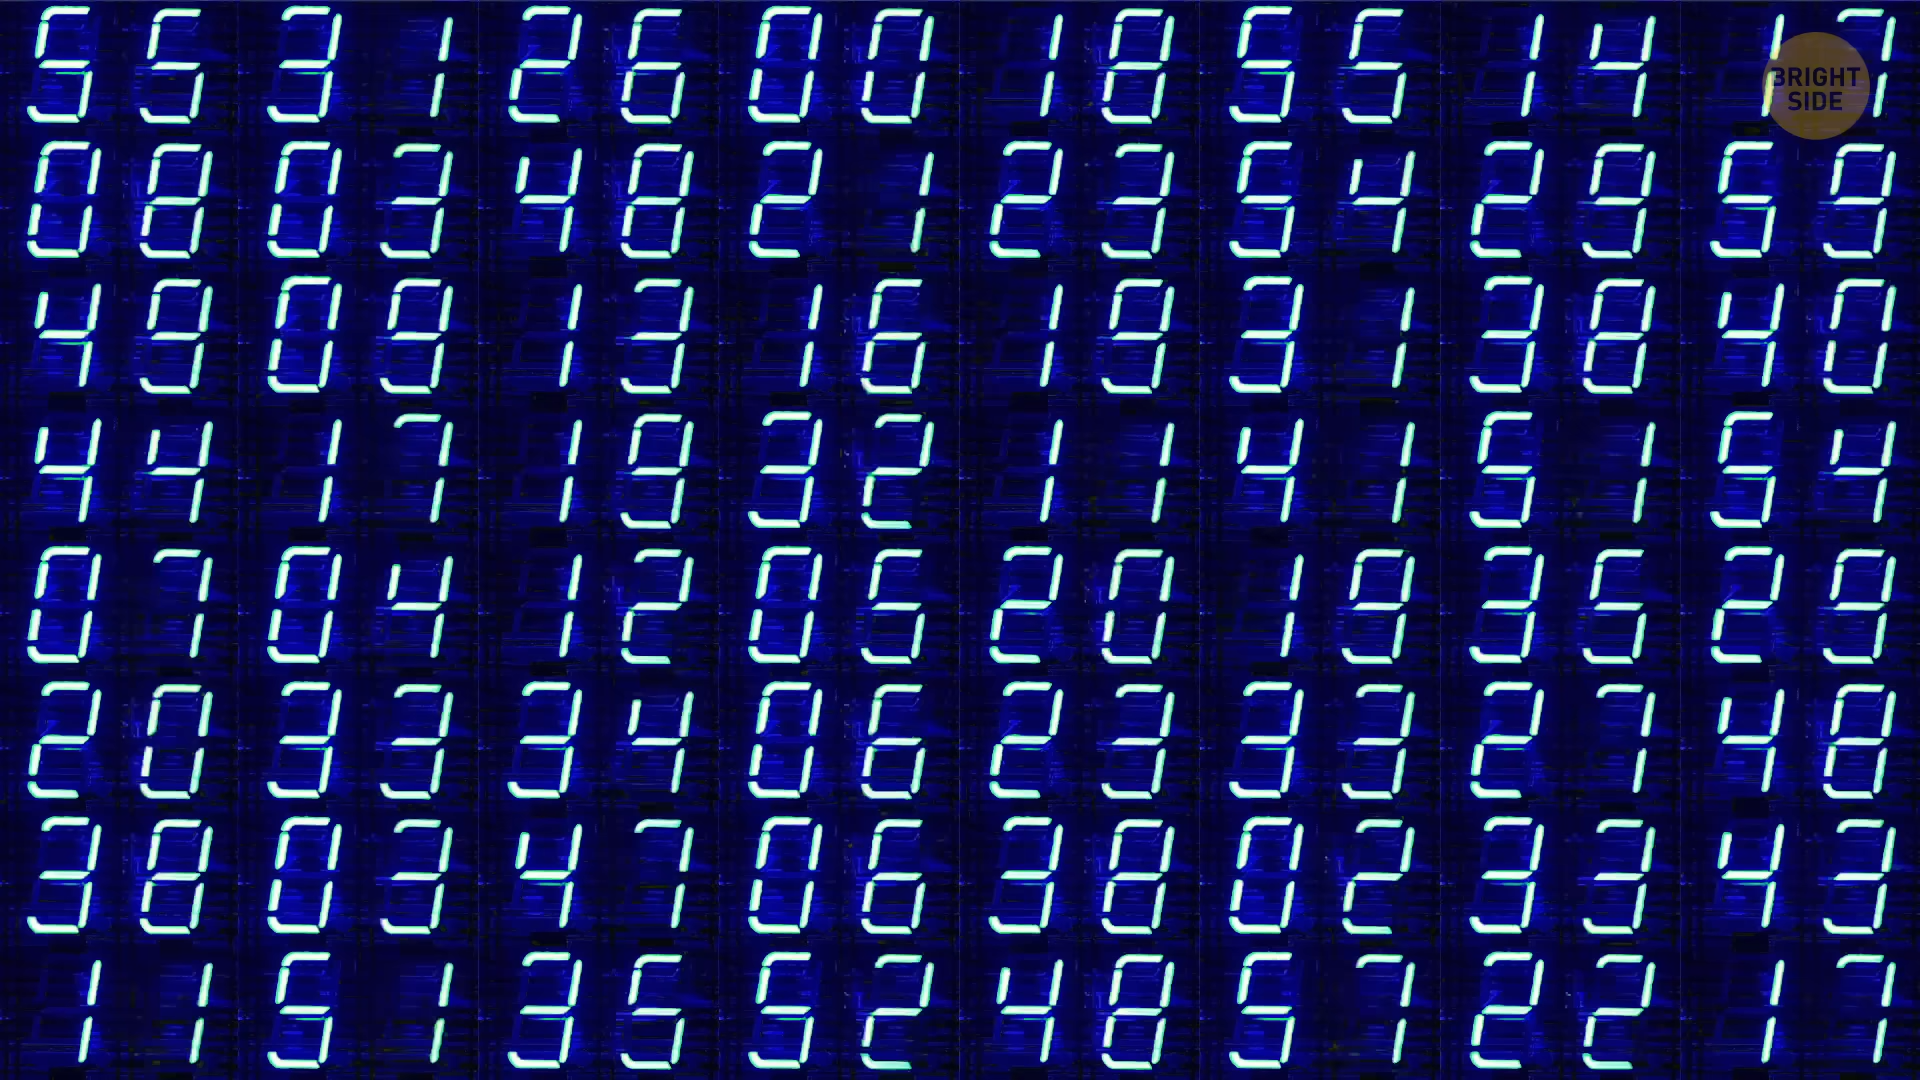 55 31 26 00 18 55 14 17
BRIGHT
SIDE
08 03 48 21 23 54 29 59
49 09 13 16 19 31 38 40
44 17 19 32 11 41 51 54
07 04 12 05 20 19 35 29
20 33 34 06 23 33 27 48
38 03 47 06 38 02 33 43
11 51 35 52 48 57 22 17